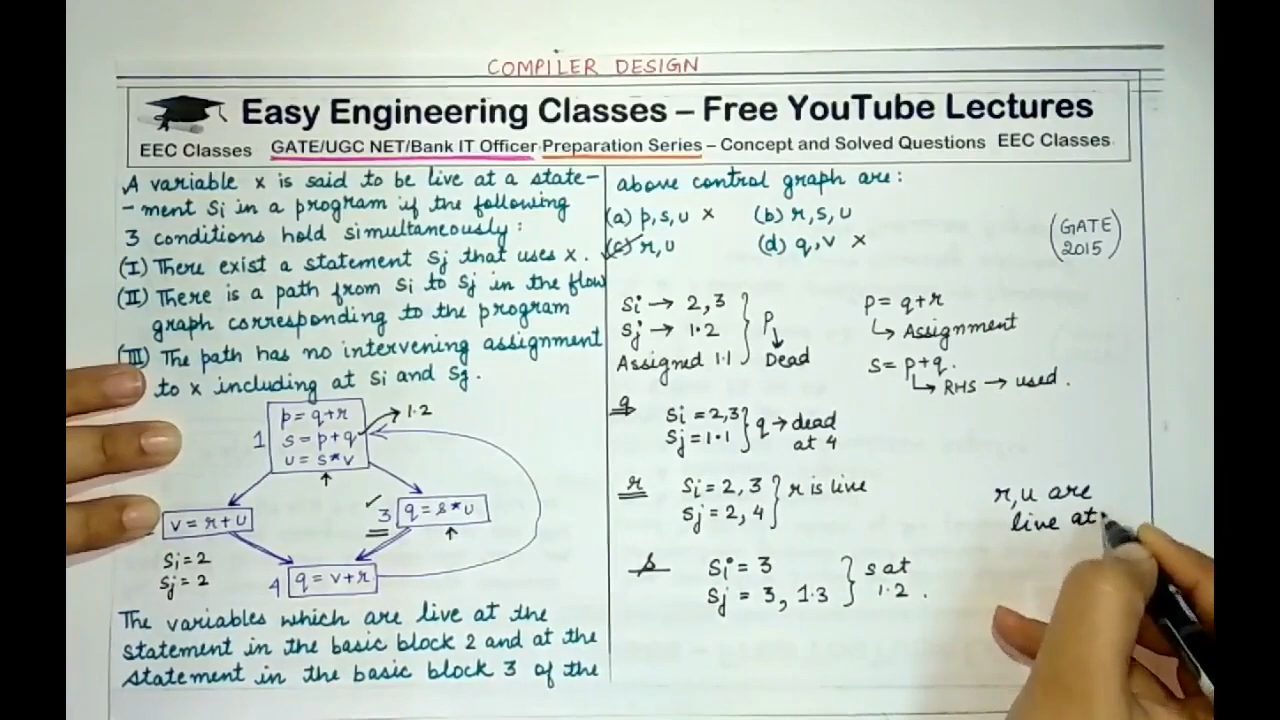 COMPILER DESIGN
Easy Engineering Classes – Free YouTube Lectures
EEC Classes GATE/UGC NET/Bank IT Officer Preparation Series – Concept and Solved Questions EEC Classes
A variable x is said to be live at a state-
-ment Si in a program if the following
3 conditions hold simultaneously:
(I) There exist a statement Sj that uses x.
(II) There is a path from Si to Sj in the flow
graph corresponding to the program
(III) The path has no intervening assignment
to x including at Si and Sj.
1
p = q+r
s = p+q → 1.2
u = s*v
v = r+u
3 q = s*u
Si = 2
Sj = 2
4 q = v+r
The variables which are live at the
statement in the basic block 2 and at the
statement in the basic block 3 of the
above control graph are:
(a) p, s, u × (b) r, s, u
(c) r, u (d) q, v ×
(GATE
2015)
Si → 2, 3
Sj → 1.2
Assigned 1.1
p
↓
Dead
p = q+r
↳ Assignment
s = p+q.
↳ RHS → used.
q
Si = 2,3
Sj = 1.1
q → dead
at 4
r
Si = 2, 3
Sj = 2, 4
r is live
s
Si = 3
Sj = 3, 1.3
s at
1.2 .
r, u are
live at